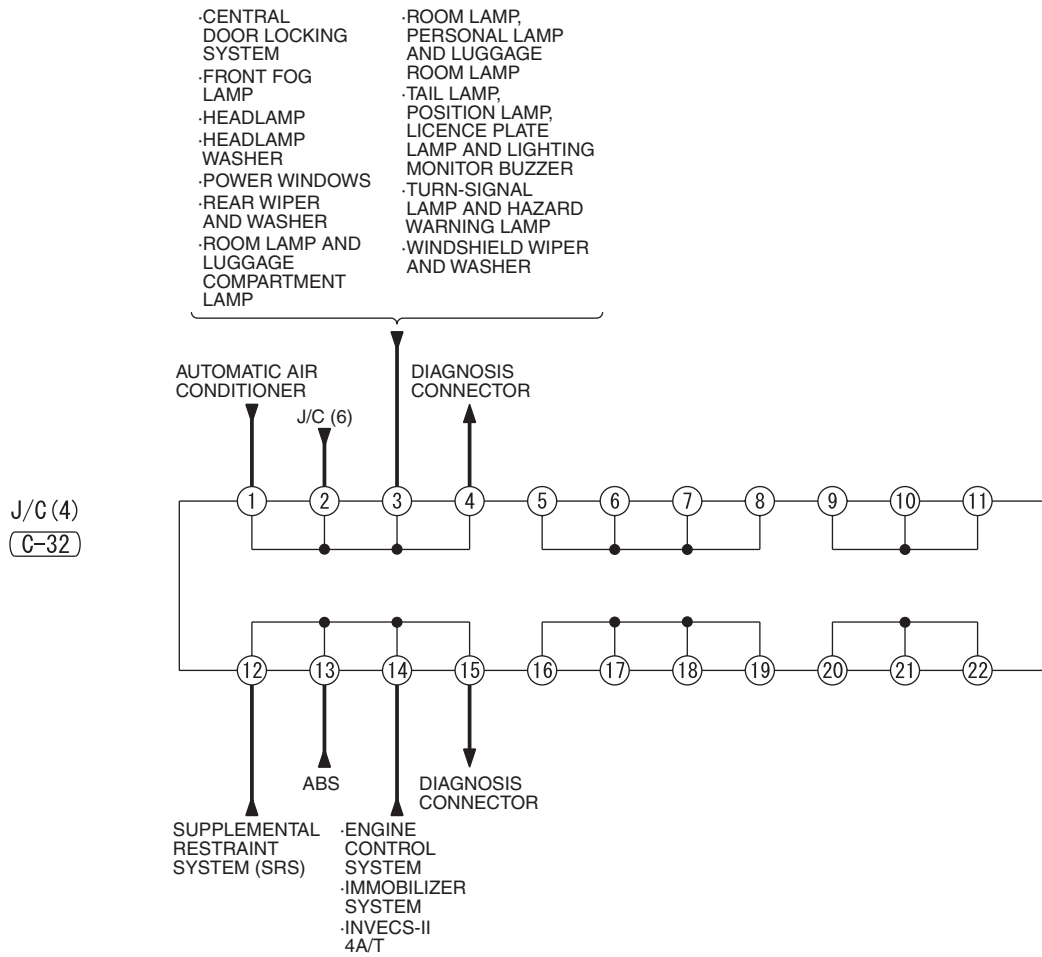 ·CENTRAL
DOOR LOCKING
SYSTEM
·FRONT FOG
LAMP
·HEADLAMP
·HEADLAMP
WASHER
·POWER WINDOWS
·REAR WIPER
AND WASHER
·ROOM LAMP AND
LUGGAGE
COMPARTMENT
LAMP
·ROOM LAMP,
PERSONAL LAMP
AND LUGGAGE
ROOM LAMP
·TAIL LAMP,
POSITION LAMP,
LICENCE PLATE
LAMP AND LIGHTING
MONITOR BUZZER
·TURN-SIGNAL
LAMP AND HAZARD
WARNING LAMP
·WINDSHIELD WIPER
AND WASHER
AUTOMATIC AIR
CONDITIONER
J/C (6)
DIAGNOSIS
CONNECTOR
J/C (4)
C-32
1 2 3 4 5 6 7 8 9 10 11
12 13 14 15 16 17 18 19 20 21 22
SUPPLEMENTAL
RESTRAINT
SYSTEM (SRS)
ABS
·ENGINE
CONTROL
SYSTEM
·IMMOBILIZER
SYSTEM
·INVECS-II
4A/T
DIAGNOSIS
CONNECTOR